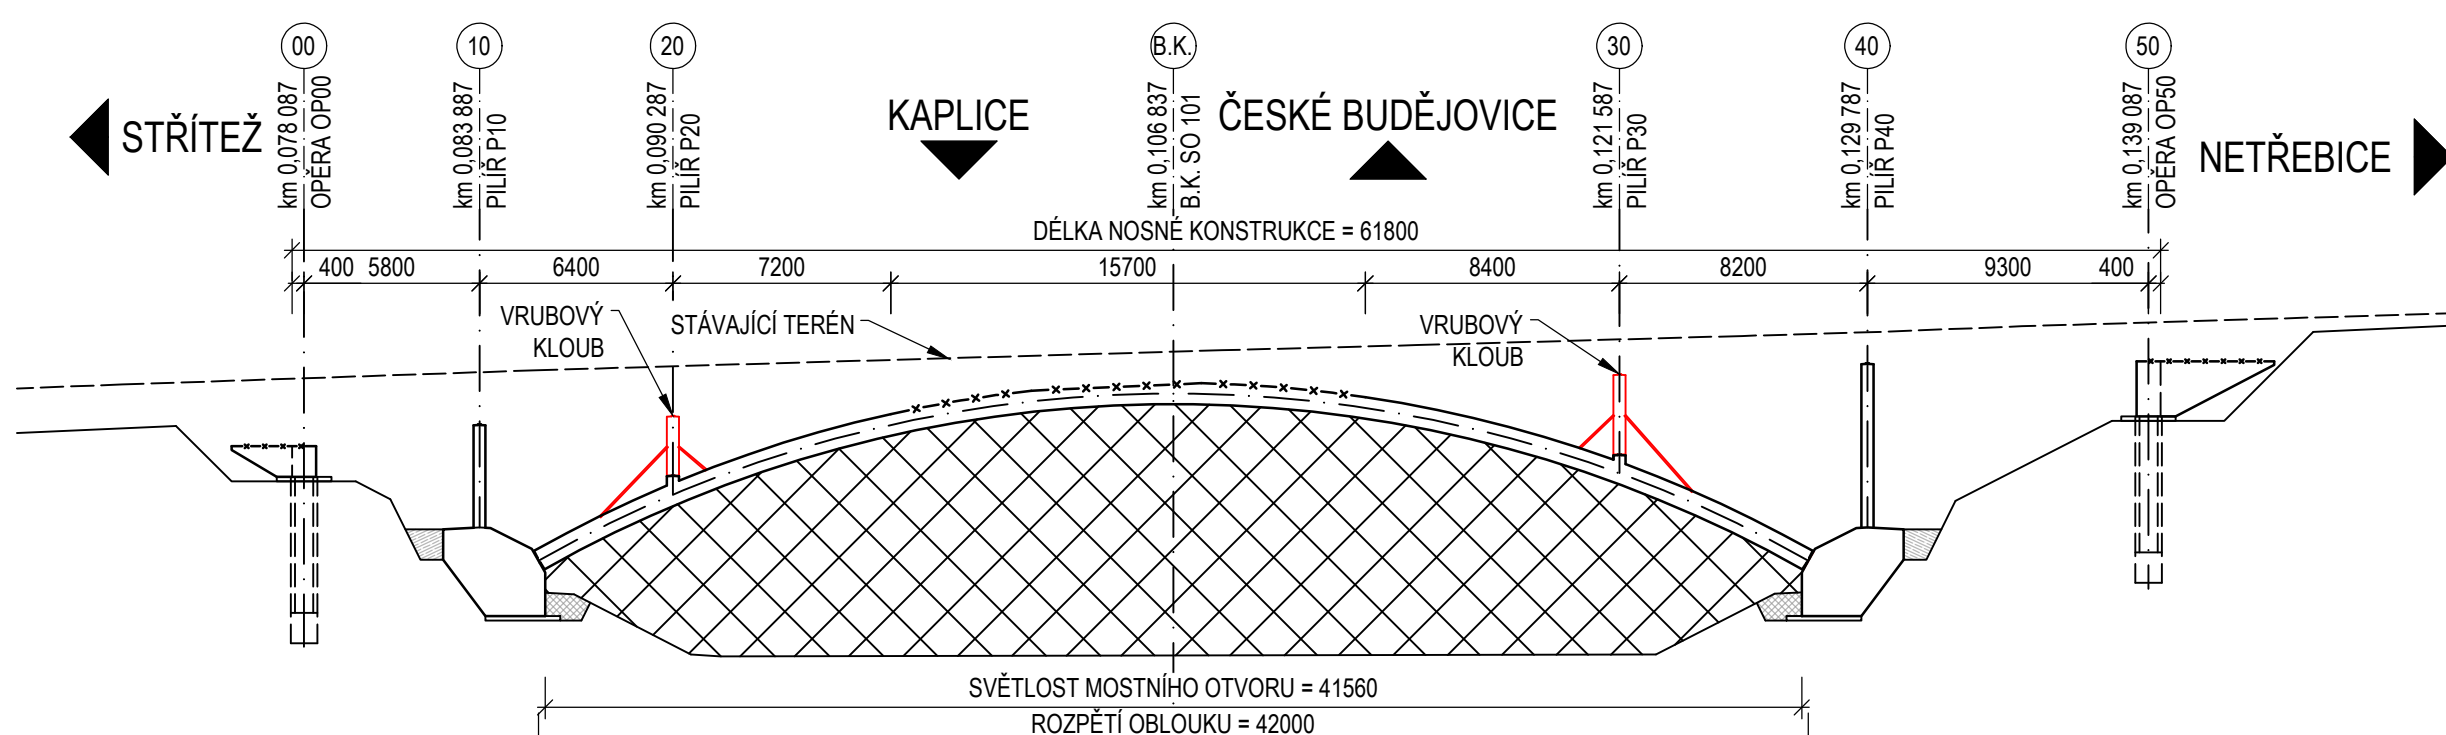 00
10
20
B.K.
30
40
50
km 0,078 087
OPĚRA OP00
km 0,083 887
PILÍŘ P10
km 0,090 287
PILÍŘ P20
km 0,106 837
B.K. SO 101
km 0,121 587
PILÍŘ P30
km 0,129 787
PILÍŘ P40
km 0,139 087
OPĚRA OP50
STŘÍTEŽ
KAPLICE
ČESKÉ BUDĚJOVICE
NETŘEBICE
DÉLKA NOSNÉ KONSTRUKCE = 61800
400 5800 6400 7200 15700 8400 8200 9300 400
VRUBOVÝ
KLOUB
STÁVAJÍCÍ TERÉN
VRUBOVÝ
KLOUB
SVĚTLOST MOSTNÍHO OTVORU = 41560
ROZPĚTÍ OBLOUKU = 42000